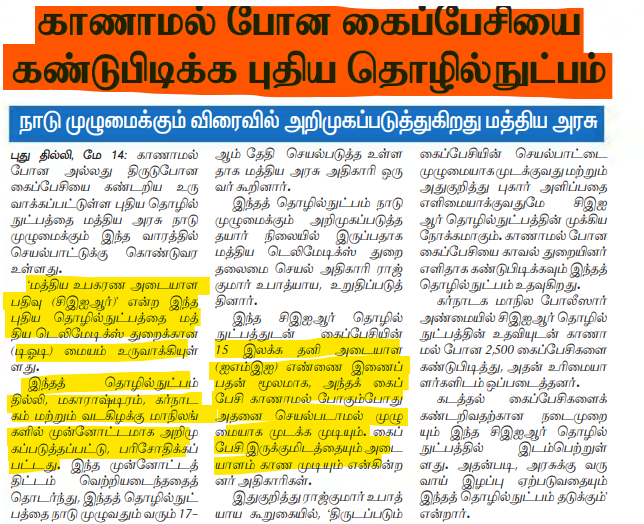 காணாமல் போன கைப்பேசியை
கண்டுபிடிக்க புதிய தொழில்நுட்பம்
நாடு முழுமைக்கும் விரைவில் அறிமுகப்படுத்துகிறது மத்திய அரசு
புது தில்லி, மே 14: காணாமல்
போன அல்லது திருடுபோன
கைப்பேசியை கண்டறிய உரு
வாக்கப்பட்டுள்ள புதிய தொழில்
நுட்பத்தை மத்திய அரசு நாடு
முழுமைக்கும் இந்த வாரத்தில்
செயல்பாட்டுக்கு கொண்டுவர
உள்ளது.
'மத்திய உபகரண அடையாள
பதிவு (சிஇஐஆர்)' என்ற இந்த
புதிய தொழில்நுட்பத்தை மத்
திய டெலிமேடிக்ஸ் துறைக்கான
(டிஓடி) மையம் உருவாக்கியுள்
ளது.
இந்தத் தொழில்நுட்பம்
தில்லி, மகாராஷ்டிரம், கர்நாட
கம் மற்றும் வடகிழக்கு மாநிலங்
களில் முன்னோட்டமாக அறிமு
கப்படுத்தப்பட்டு, பரிசோதிக்கப்
பட்டது. இந்த முன்னோட்டத்
திட்டம் வெற்றியடைந்ததைத்
தொடர்ந்து, இந்தத் தொழில்நுட்
பத்தை நாடு முழுவதும் வரும் 17-
ஆம் தேதி செயல்படுத்த உள்ள
தாக மத்திய அரசு அதிகாரி ஒரு
வர் கூறினார்.
இந்தத் தொழில்நுட்பம் நாடு
முழுமைக்கும் அறிமுகப்படுத்த
தயார் நிலையில் இருப்பதாக
மத்திய டெலிமேடிக்ஸ் துறை
தலைமை செயல் அதிகாரி ராஜ்
குமார் உபாத்யாய, உறுதிப்படுத்
தினார்.
இந்த சிஇஐஆர் தொழில்
நுட்பத்துடன் கைப்பேசியின்
15 இலக்க தனி அடையாள
(ஐஎம்இஐ) எண்ணை இணைப்
பதன் மூலமாக, அந்தக் கைப்
பேசி காணாமல் போகும்போது
அதனை செயல்படாமல் முழு
மையாக முடக்க முடியும். கைப்
பேசி இருக்குமிடத்தையும் அடை
யாளம் காண முடியும் என்கின்ற
னர் அதிகாரிகள்.
இதுகுறித்து ராஜ்குமார் உபாத்
யாய கூறுகையில், 'திருடப்படும்
கைப்பேசியின் செயல்பாட்டை
முழுமையாக முடக்குவது மற்றும்
அதுகுறித்து புகார் அளிப்பதை
எளிமையாக்குவதுமே சிஇஐ
ஆர் தொழில்நுட்பத்தின் முக்கிய
நோக்கமாகும். காணாமல் போன
கைப்பேசியை காவல் துறையினர்
எளிதாக கண்டுபிடிக்கவும் இந்தத்
தொழில்நுட்பம் உதவுகிறது.
கர்நாடக மாநில போலீஸார்
அண்மையில் சிஇஐஆர் தொழில்
நுட்பத்தின் உதவியுடன் காணா
மல் போன 2,500 கைப்பேசிகளை
கண்டுபிடித்து, அதன் உரிமையா
ளர்களிடம் ஒப்படைத்தனர்.
கடத்தல் கைப்பேசிகளைக்
கண்டறிவதற்கான நடைமுறை
யும் இந்த சிஇஐஆர் தொழில்
நுட்பத்தில் இடம்பெற்றுள்
ளது. அதன்படி, அரசுக்கு வரு
வாய் இழப்பு ஏற்படுவதையும்
இந்தத் தொழில்நுட்பம் தடுக்கும்'
என்றார்.